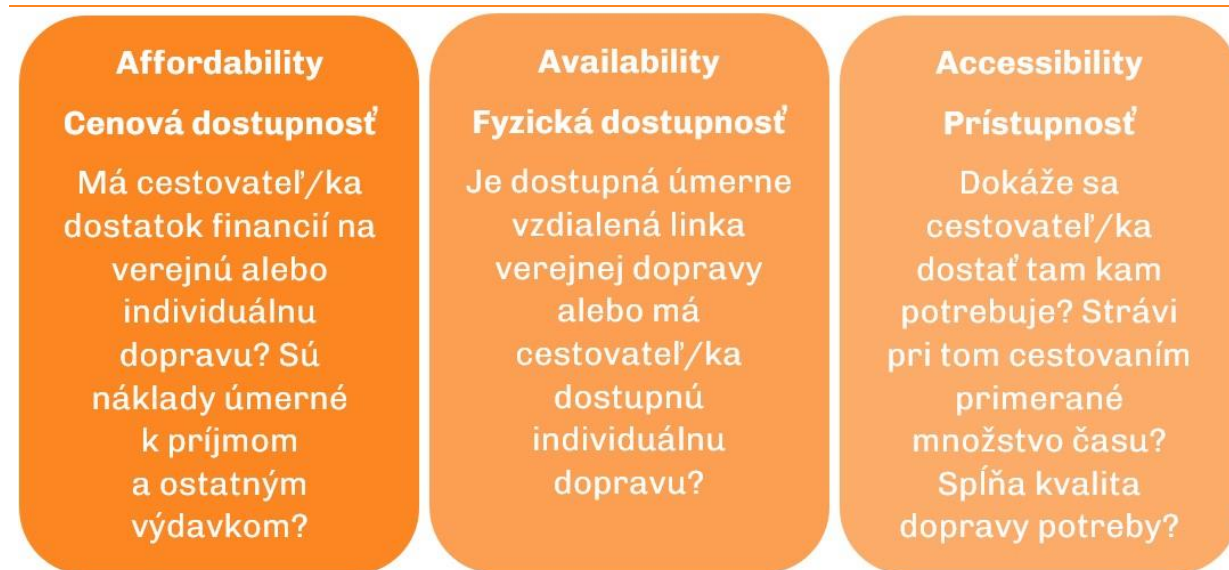 Affordability
Cenová dostupnosť
Má cestovateľ/ka
dostatok financií na
verejnú alebo
individuálnu
dopravu? Sú
náklady úmerné
k príjmom
a ostatným
výdavkom?
Availability
Fyzická dostupnosť
Je dostupná úmerne
vzdialená linka
verejnej dopravy
alebo má
cestovateľ/ka
dostupnú
individuálnu
dopravu?
Accessibility
Prístupnosť
Dokáže sa
cestovateľ/ka
dostať tam kam
potrebuje? Strávi
pri tom cestovaním
primerané
množstvo času?
Spĺňa kvalita
dopravy potreby?